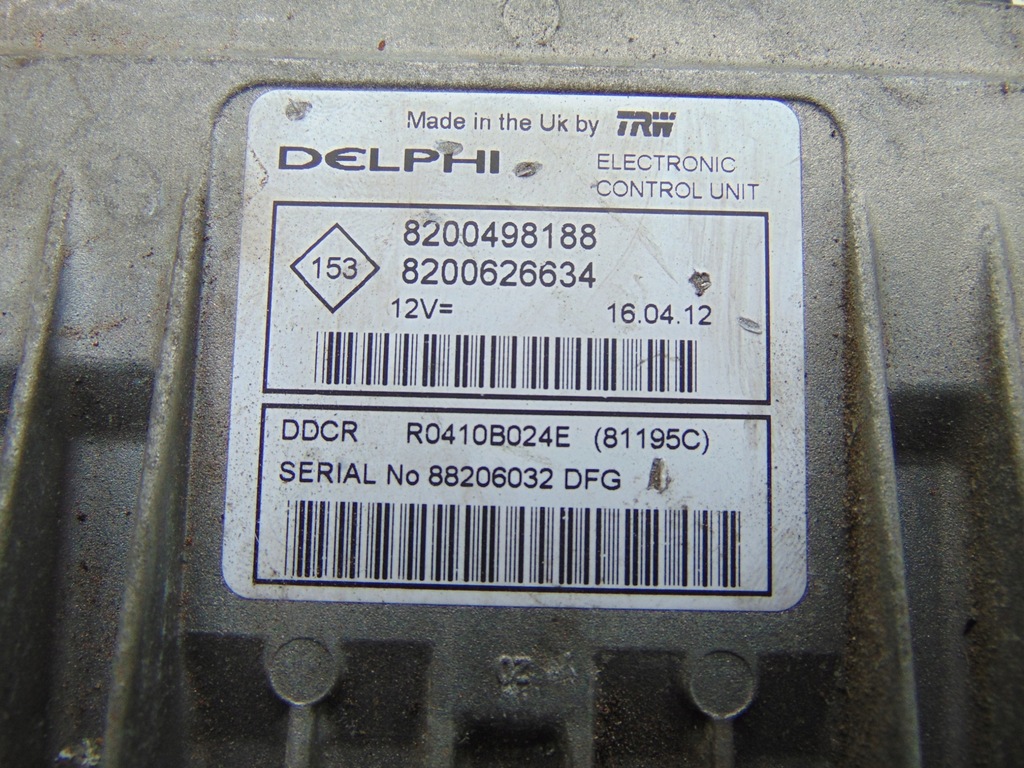 Made in the Uk by TRW
DELPHI
ELECTRONIC
CONTROL UNIT
153
8200498188
8200626634
12V=
16.04.12
DDCR R0410B024E (81195C)
SERIAL No 88206032 DFG